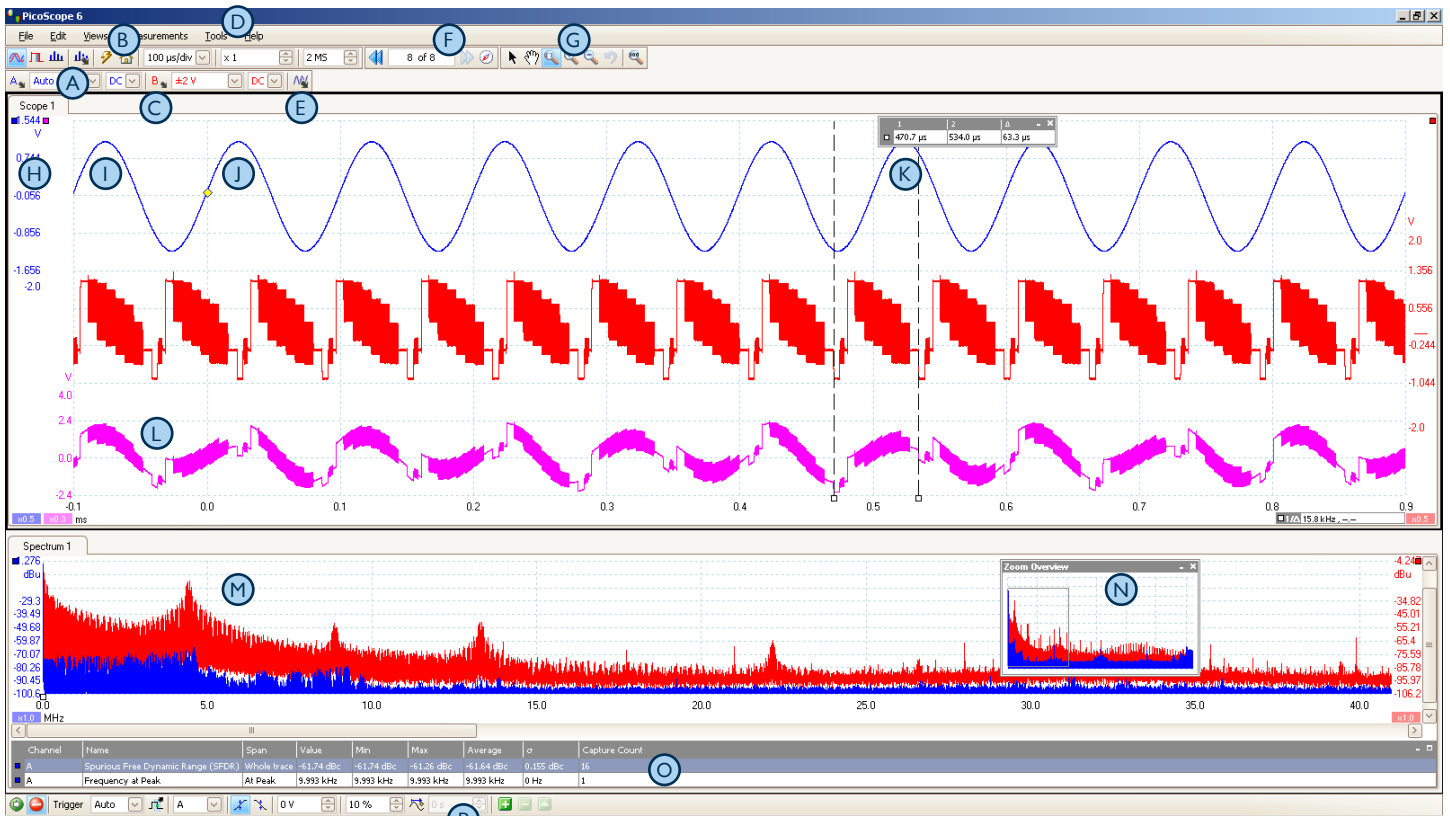 PicoScope 6
File Edit Views asurements Tools Help
D
B
F
G
100 µs/div x 1 2 MS 8 of 8
A Auto DC B ±2 V DC
A
C
E
Scope 1
1 2 Δ
470.7 µs 534.0 µs 63.3 µs
1.544
V
0.744
-0.056
-0.856
-1.656
-2.0
H
I
J
K
V
2.0
1.356
0.556
-0.244
-1.044
-2.0
V
4.0
2.4
0.0
-2.4
L
-0.1 0.0 0.1 0.2 0.3 0.4 0.5 0.6 0.7 0.8 0.9
x0.5 x0.3 ms
1/Δ 15.8 kHz , –.–
x0.5
Spectrum 1
1.276
dBu
-29.3
-39.49
-49.68
-59.87
-70.07
-80.26
-90.45
-100.6
M
Zoom Overview
N
-4.247
dBu
-34.82
-45.01
-55.21
-65.4
-75.59
-85.78
-95.97
-106.2
0.0 5.0 10.0 15.0 20.0 25.0 30.0 35.0 40.0
x1.0 MHz
x1.0
Channel Name Span Value Min Max Average σ Capture Count
A Spurious Free Dynamic Range (SFDR) Whole trace -61.74 dBc -61.74 dBc -61.26 dBc -61.64 dBc 0.155 dBc 16
A Frequency at Peak At Peak 9.993 kHz 9.993 kHz 9.993 kHz 9.993 kHz 0 Hz 1
O
Trigger Auto A 0 V 10 % 0 s